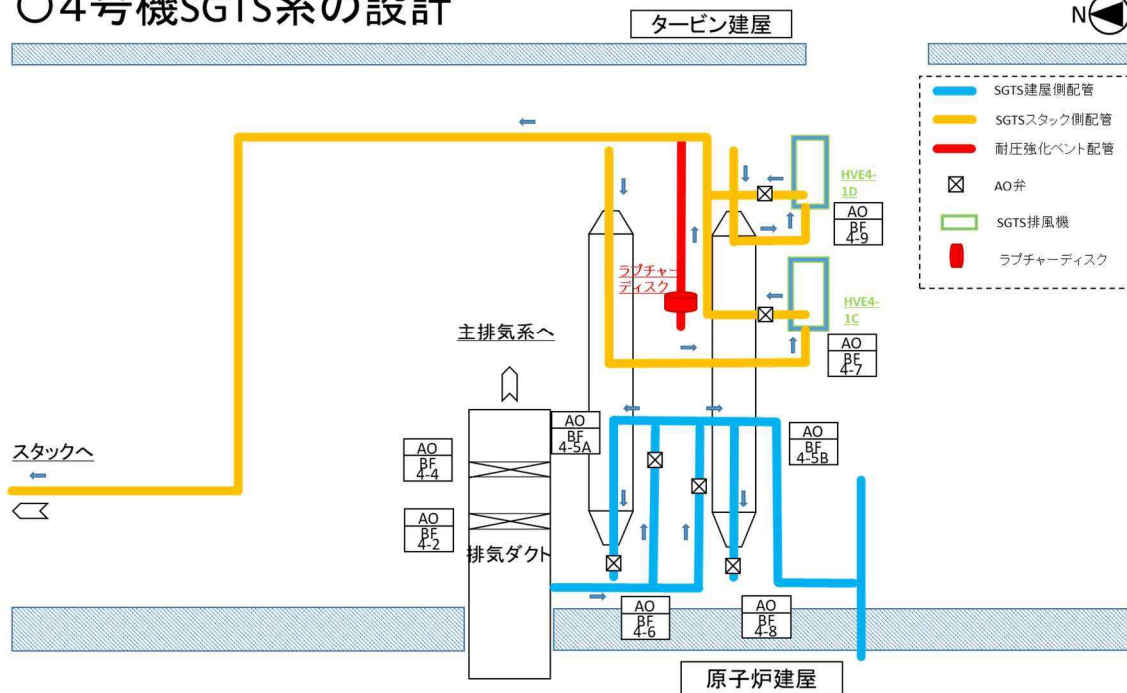 ○4号機SGTS系の設計
タービン建屋
N
SGTS建屋側配管
SGTSスタック側配管
耐圧強化ベント配管
AO弁
SGTS排風機
ラプチャーディスク
HVE4-
1D
AO
BF
4-9
ラプチャー
ディスク
HVE4-
1C
AO
BF
4-7
主排気系へ
AO
BF
4-5A
AO
BF
4-5B
スタックへ
AO
BF
4-4
AO
BF
4-2
排気ダクト
AO
BF
4-6
AO
BF
4-8
原子炉建屋